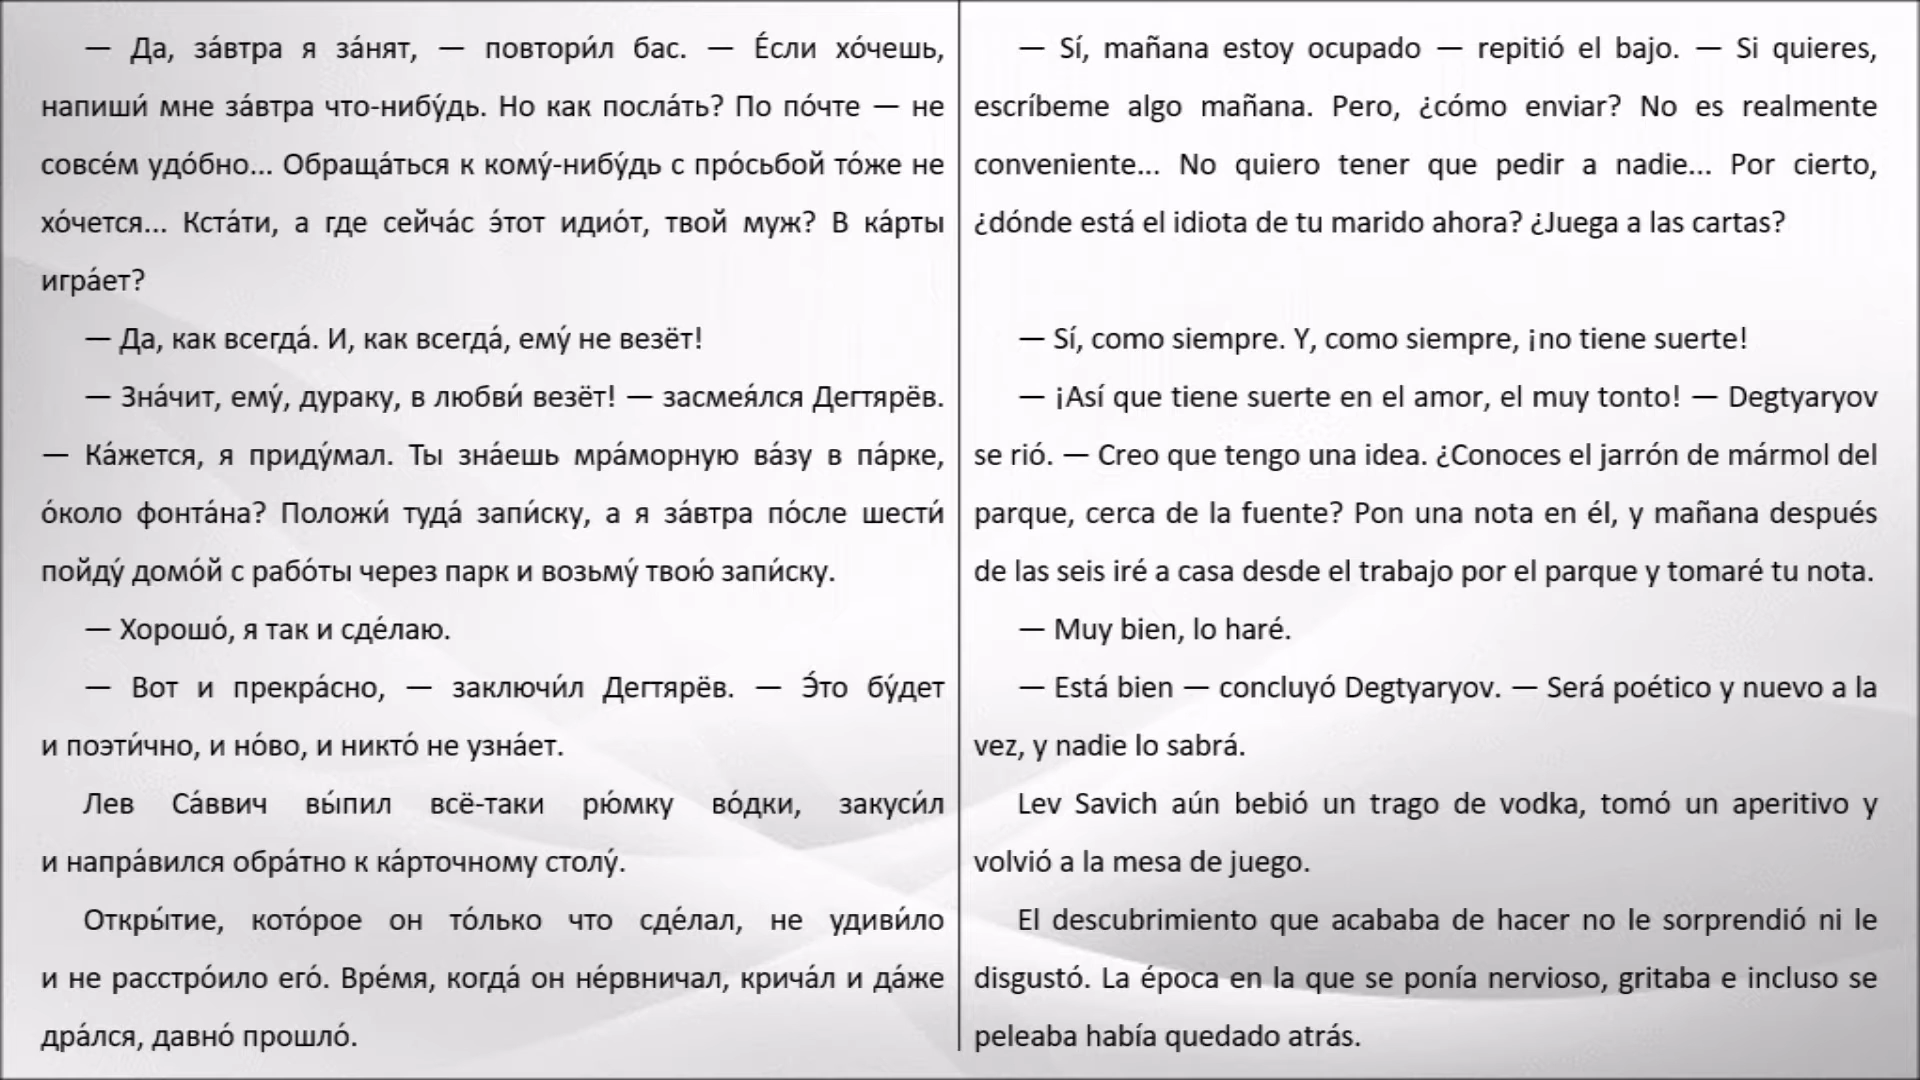 — Да, за́втра я за́нят, — повтори́л бас. — Е́сли хо́чешь,
напиши́ мне за́втра что-нибу́дь. Но как посла́ть? По по́чте — не
совсе́м удо́бно... Обраща́ться к кому́-нибу́дь с про́сьбой то́же не
хо́чется... Кста́ти, а где сейча́с э́тот идио́т, твой муж? В ка́рты
игра́ет?
— Да, как всегда́. И, как всегда́, ему́ не везёт!
— Зна́чит, ему́, дураку, в любви́ везёт! — засмея́лся Дегтярёв.
— Ка́жется, я приду́мал. Ты зна́ешь мра́морную ва́зу в па́рке,
о́коло фонта́на? Положи́ туда́ запи́ску, а я за́втра по́сле шести́
пойду́ домо́й с рабо́ты через парк и возьму́ твою́ запи́ску.
— Хорошо́, я так и сде́лаю.
— Вот и прекра́сно, — заключи́л Дегтярёв. — Э́то бу́дет
и поэти́чно, и но́во, и никто́ не узна́ет.
Лев Са́ввич вы́пил всё-таки рю́мку во́дки, закуси́л
и напра́вился обра́тно к ка́рточному столу́.
Откры́тие, кото́рое он то́лько что сде́лал, не удиви́ло
и не расстро́ило его́. Вре́мя, когда́ он не́рвничал, крича́л и да́же
дра́лся, давно́ прошло́.
— Sí, mañana estoy ocupado — repitió el bajo. — Si quieres,
escríbeme algo mañana. Pero, ¿cómo enviar? No es realmente
conveniente... No quiero tener que pedir a nadie... Por cierto,
¿dónde está el idiota de tu marido ahora? ¿Juega a las cartas?
— Sí, como siempre. Y, como siempre, ¡no tiene suerte!
— ¡Así que tiene suerte en el amor, el muy tonto! — Degtyaryov
se rió. — Creo que tengo una idea. ¿Conoces el jarrón de mármol del
parque, cerca de la fuente? Pon una nota en él, y mañana después
de las seis iré a casa desde el trabajo por el parque y tomaré tu nota.
— Muy bien, lo haré.
— Está bien — concluyó Degtyaryov. — Será poético y nuevo a la
vez, y nadie lo sabrá.
Lev Savich aún bebió un trago de vodka, tomó un aperitivo y
volvió a la mesa de juego.
El descubrimiento que acababa de hacer no le sorprendió ni le
disgustó. La época en la que se ponía nervioso, gritaba e incluso se
peleaba había quedado atrás.